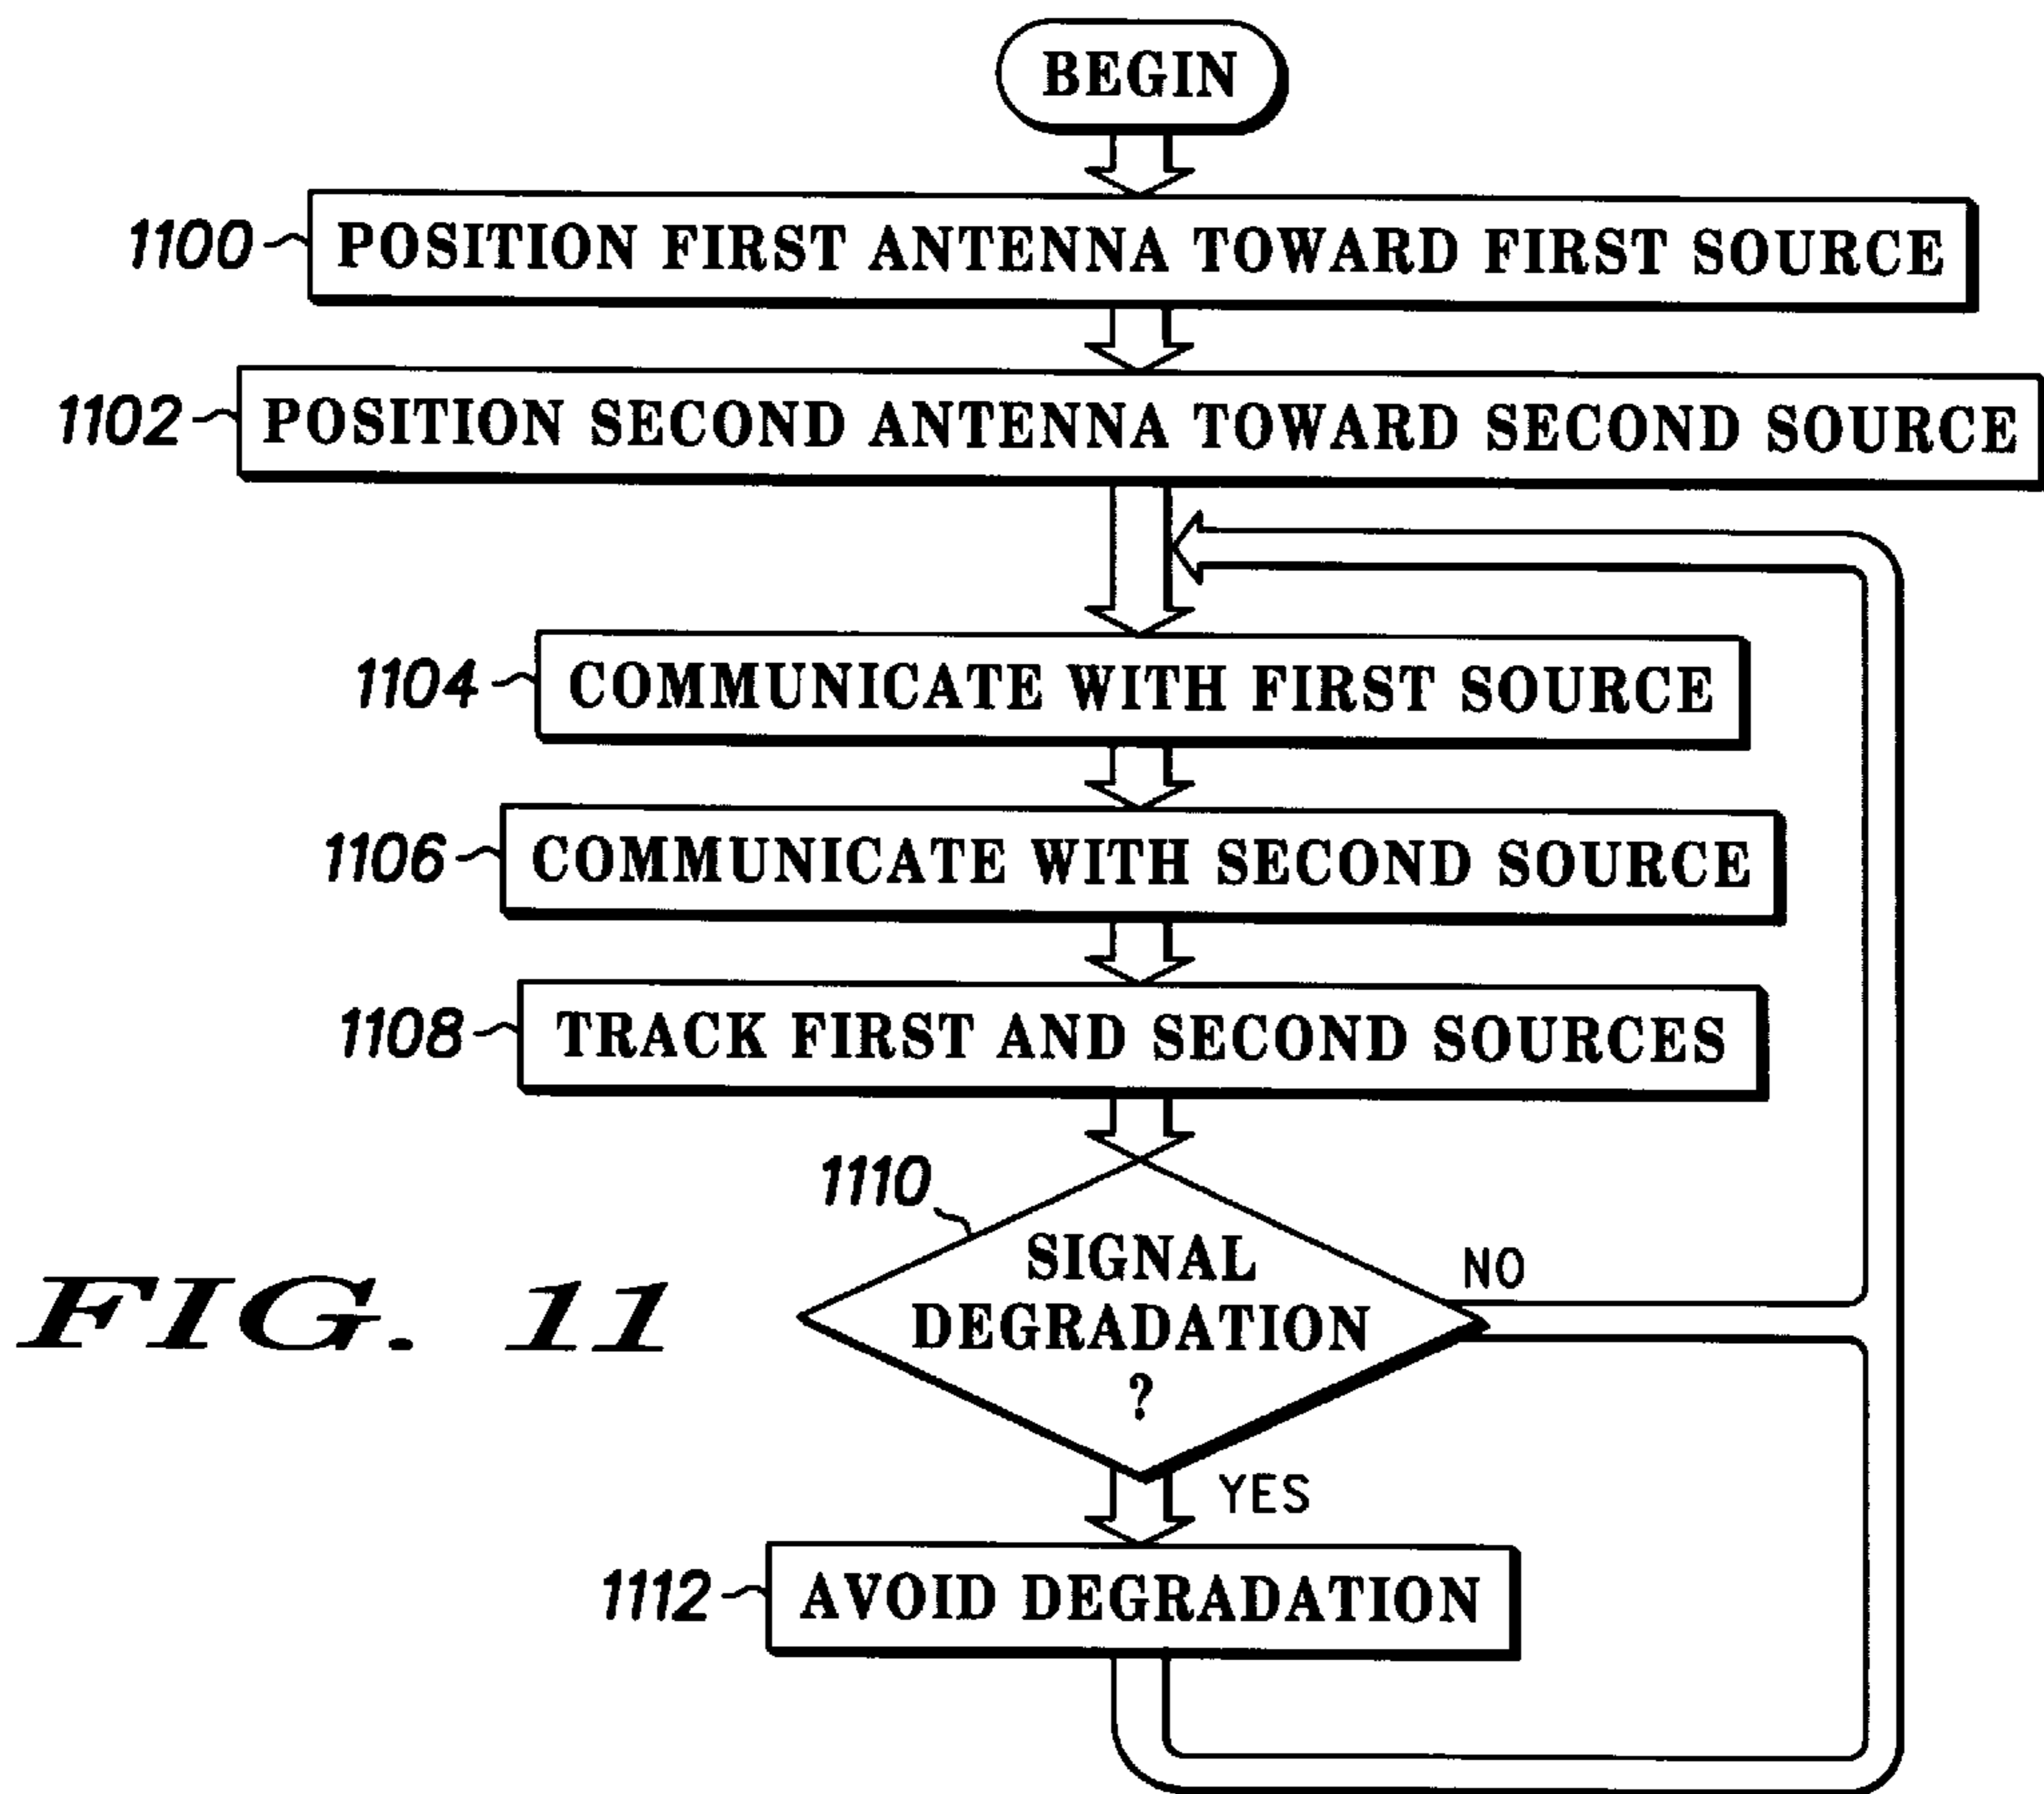 BEGIN
1100
POSITION FIRST ANTENNA TOWARD FIRST SOURCE
1102
POSITION SECOND ANTENNA TOWARD SECOND SOURCE
1104
COMMUNICATE WITH FIRST SOURCE
1106
COMMUNICATE WITH SECOND SOURCE
1108
TRACK FIRST AND SECOND SOURCES
1110
SIGNAL
DEGRADATION
?
NO
FIG. 11
YES
1112
AVOID DEGRADATION